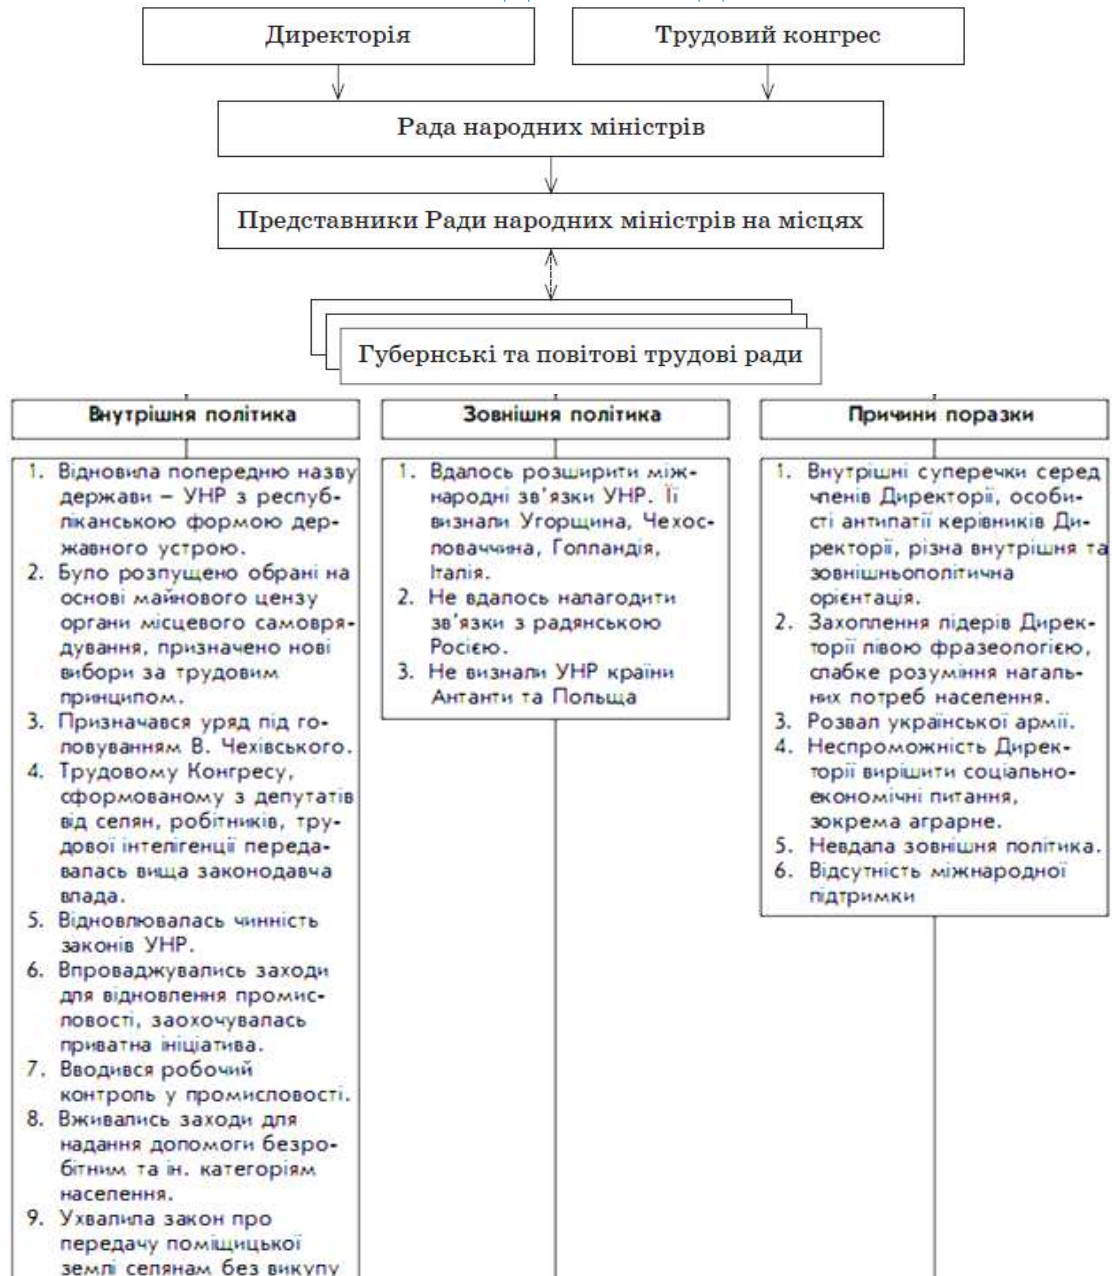 Директорія
Трудовий конгрес
Рада народних міністрів
Представники Ради народних міністрів на місцях
Губернські та повітові трудові ради
Внутрішня політика
1. Відновила попередню назву
держави – УНР з респуб-
ліканською формою дер-
жавного устрою.
2. Було розпущено обрані на
основі майнового цензу
органи місцевого самовря-
дування, призначено нові
вибори за трудовим
принципом.
3. Призначався уряд під го-
ловуванням В. Чехівського.
4. Трудовому Конгресу,
сформованому з депутатів
від селян, робітників, тру-
дової інтелігенції переда-
валась вища законодавча
влада.
5. Відновлювалась чинність
законів УНР.
6. Впроваджувались заходи
для відновлення промис-
ловості, заохочувалась
приватна ініціатива.
7. Вводився робочий
контроль у промисловості.
8. Вживались заходи для
надання допомоги безро-
бітним та ін. категоріям
населення.
9. Ухвалила закон про
передачу поміщицької
землі селянам без викупу
Зовнішня політика
1. Вдалось розширити між-
народні зв'язки УНР. Її
визнали Угорщина, Чехос-
ловаччина, Голландія,
Італія.
2. Не вдалось налагодити
зв'язки з радянською
Росією.
3. Не визнали УНР країни
Антанти та Польща
Причини поразки
1. Внутрішні суперечки серед
членів Директорії, особи-
сті антипатії керівників Ди-
ректорії, різна внутрішня та
зовнішньополітична
орієнтація.
2. Захоплення лідерів Дирек-
торії лівою фразеологією,
слабке розуміння нагаль-
них потреб населення.
3. Розвал української армії.
4. Неспроможність Дирек-
торії вирішити соціально-
економічні питання,
зокрема аграрне.
5. Невдала зовнішня політика.
6. Відсутність міжнародної
підтримки